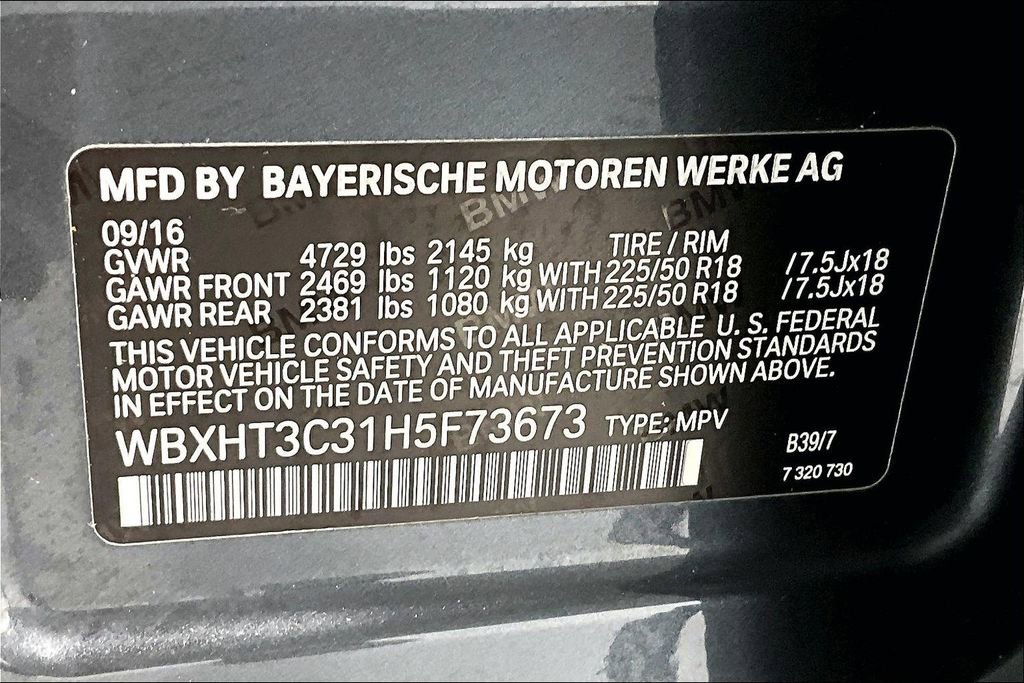 MFD BY BAYERISCHE MOTOREN WERKE AG
09/16
GVWR 4729 lbs 2145 kg TIRE / RIM
GAWR FRONT 2469 lbs 1120 kg WITH 225/50 R18 /7.5Jx18
GAWR REAR 2381 lbs 1080 kg WITH 225/50 R18 /7.5Jx18
THIS VEHICLE CONFORMS TO ALL APPLICABLE U. S. FEDERAL
MOTOR VEHICLE SAFETY AND THEFT PREVENTION STANDARDS
IN EFFECT ON THE DATE OF MANUFACTURE SHOWN ABOVE.
WBXHT3C31H5F73673 TYPE: MPV
B39/7
7 320 730